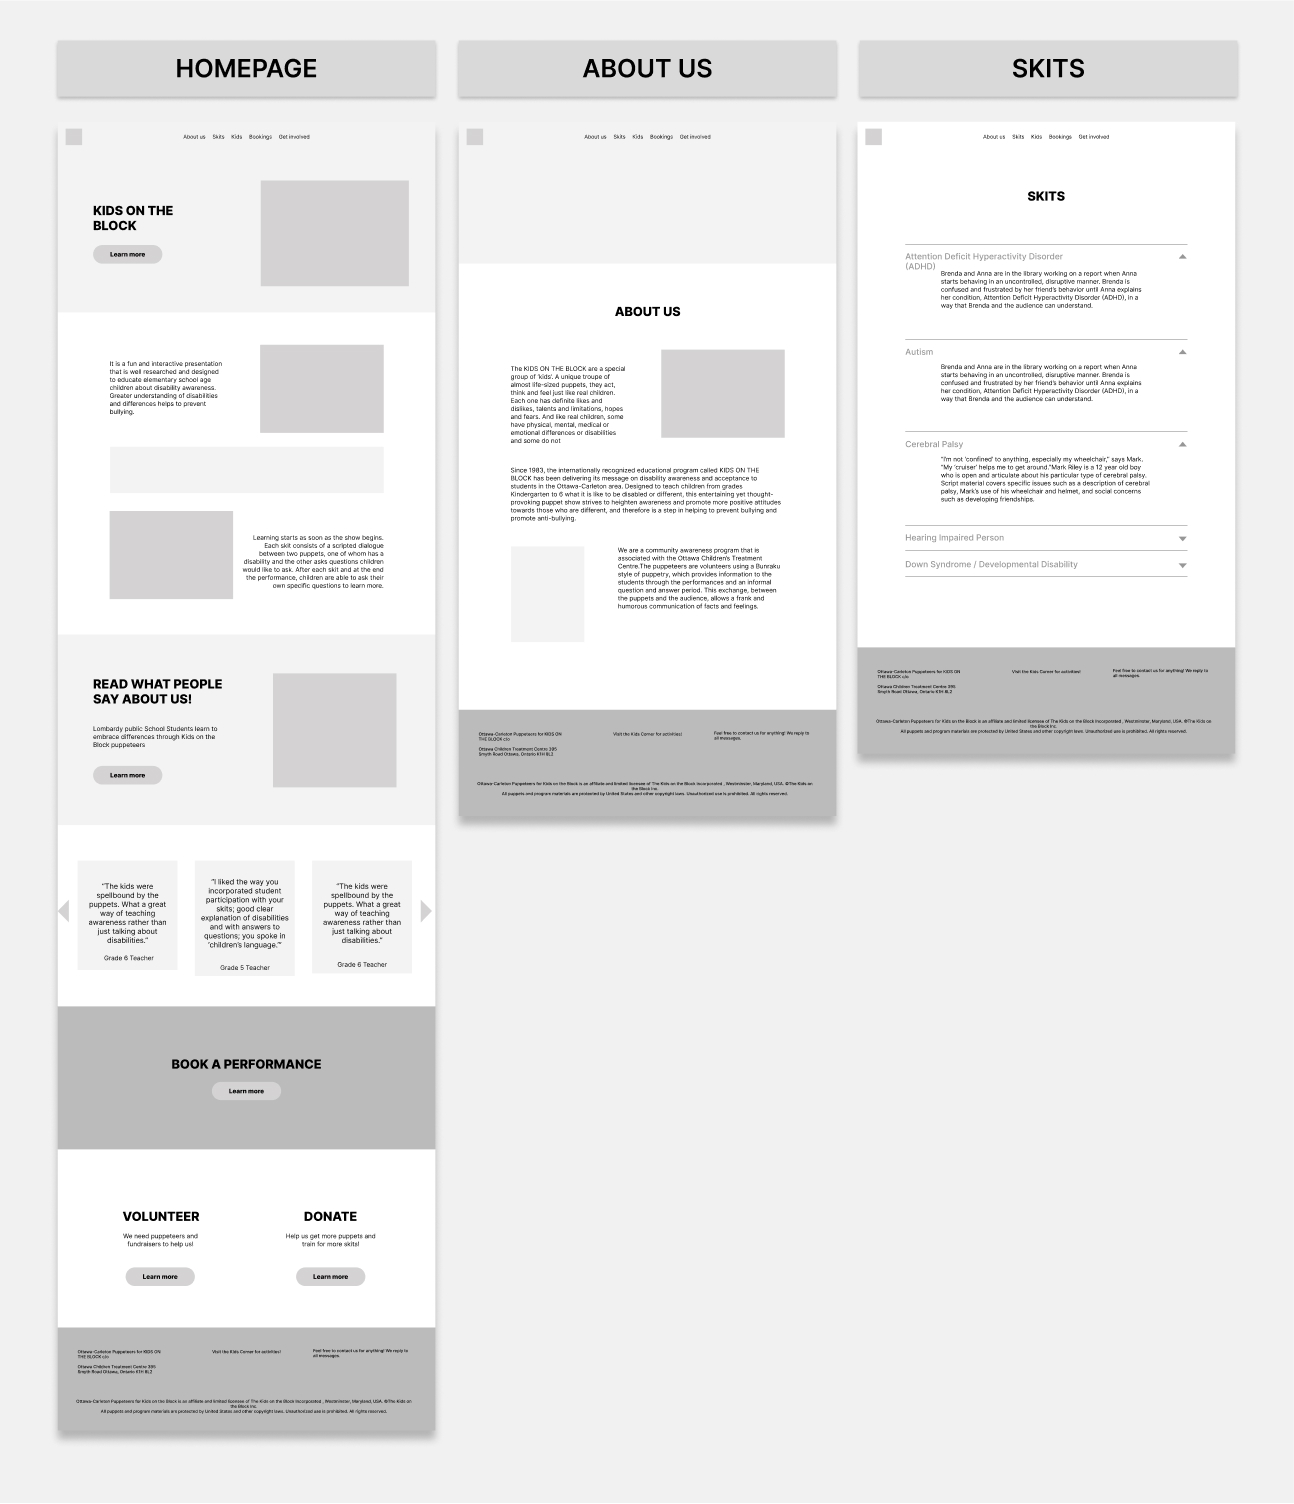 HOMEPAGE
ABOUT US
SKITS
About us Skits Kids Bookings Get involved
KIDS ON THE
BLOCK
Learn more
It is a fun and interactive presentation
that is well researched and designed
to educate elementary school age
children about disability awareness.
Greater understanding of disabilities
and differences helps to prevent
bullying.
Learning starts as soon as the show begins.
Each skit consists of a scripted dialogue
between two puppets, one of whom has a
disability and the other asks questions children
would like to ask. After each skit and at the end
the performance, children are able to ask their
own specific questions to learn more.
READ WHAT PEOPLE
SAY ABOUT US!
Lombardy public School Students learn to
embrace differences through Kids on the
Block puppeteers
Learn more
“The kids were
spellbound by the
puppets. What a great
way of teaching
awareness rather than
just talking about
disabilities.”
Grade 6 Teacher
“I liked the way you
incorporated student
participation with your
skits; good clear
explanation of disabilities
and with answers to
questions; you spoke in
‘children’s language.’”
Grade 5 Teacher
“The kids were
spellbound by the
puppets. What a great
way of teaching
awareness rather than
just talking about
disabilities.”
Grade 6 Teacher
BOOK A PERFORMANCE
Learn more
VOLUNTEER
We need puppeteers and
fundraisers to help us!
Learn more
DONATE
Help us get more puppets and
train for more skits!
Learn more
Ottawa-Carleton Puppeteers for KIDS ON
THE BLOCK c/o
Ottawa Children Treatment Centre 395
Smyth Road Ottawa, Ontario K1H 8L2
Visit the Kids Corner for activities!
Feel free to contact us for anything! We reply to
all messages.
Ottawa-Carleton Puppeteers for Kids on the Block is an affiliate and limited licensee of The Kids on the Block Incorporated , Westminster, Maryland, USA. ©The Kids on
the Block Inc.
All puppets and program materials are protected by United States and other copyright laws. Unauthorized use is prohibited. All rights reserved.
About us Skits Kids Bookings Get involved
ABOUT US
The KIDS ON THE BLOCK are a special
group of ‘kids’. A unique troupe of
almost life-sized puppets, they act,
think and feel just like real children.
Each one has definite likes and
dislikes, talents and limitations, hopes
and fears. And like real children, some
have physical, mental, medical or
emotional differences or disabilities
and some do not
Since 1983, the internationally recognized educational program called KIDS ON THE
BLOCK has been delivering its message on disability awareness and acceptance to
students in the Ottawa-Carleton area. Designed to teach children from grades
Kindergarten to 6 what it is like to be disabled or different, this entertaining yet thought-
provoking puppet show strives to heighten awareness and promote more positive attitudes
towards those who are different, and therefore is a step in helping to prevent bullying and
promote anti-bullying.
We are a community awareness program that is
associated with the Ottawa Children’s Treatment
Centre.The puppeteers are volunteers using a Bunraku
style of puppetry, which provides information to the
students through the performances and an informal
question and answer period. This exchange, between
the puppets and the audience, allows a frank and
humorous communication of facts and feelings.
Ottawa-Carleton Puppeteers for KIDS ON
THE BLOCK c/o
Ottawa Children Treatment Centre 395
Smyth Road Ottawa, Ontario K1H 8L2
Visit the Kids Corner for activities!
Feel free to contact us for anything! We reply to
all messages.
Ottawa-Carleton Puppeteers for Kids on the Block is an affiliate and limited licensee of The Kids on the Block Incorporated , Westminster, Maryland, USA. ©The Kids on
the Block Inc.
All puppets and program materials are protected by United States and other copyright laws. Unauthorized use is prohibited. All rights reserved.
About us Skits Kids Bookings Get involved
SKITS
Attention Deficit Hyperactivity Disorder
(ADHD)
Brenda and Anna are in the library working on a report when Anna
starts behaving in an uncontrolled, disruptive manner. Brenda is
confused and frustrated by her friend’s behavior until Anna explains
her condition, Attention Deficit Hyperactivity Disorder (ADHD), in a
way that Brenda and the audience can understand.
Autism
Brenda and Anna are in the library working on a report when Anna
starts behaving in an uncontrolled, disruptive manner. Brenda is
confused and frustrated by her friend’s behavior until Anna explains
her condition, Attention Deficit Hyperactivity Disorder (ADHD), in a
way that Brenda and the audience can understand.
Cerebral Palsy
“I’m not ‘confined’ to anything, especially my wheelchair,” says Mark.
“My ‘cruiser’ helps me to get around.”Mark Riley is a 12 year old boy
who is open and articulate about his particular type of cerebral palsy.
Script material covers specific issues such as a description of cerebral
palsy, Mark’s use of his wheelchair and helmet, and social concerns
such as developing friendships.
Hearing Impaired Person
Down Syndrome / Developmental Disability
Ottawa-Carleton Puppeteers for KIDS ON
THE BLOCK c/o
Ottawa Children Treatment Centre 395
Smyth Road Ottawa, Ontario K1H 8L2
Visit the Kids Corner for activities!
Feel free to contact us for anything! We reply to
all messages.
Ottawa-Carleton Puppeteers for Kids on the Block is an affiliate and limited licensee of The Kids on the Block Incorporated , Westminster, Maryland, USA. ©The Kids on
the Block Inc.
All puppets and program materials are protected by United States and other copyright laws. Unauthorized use is prohibited. All rights reserved.